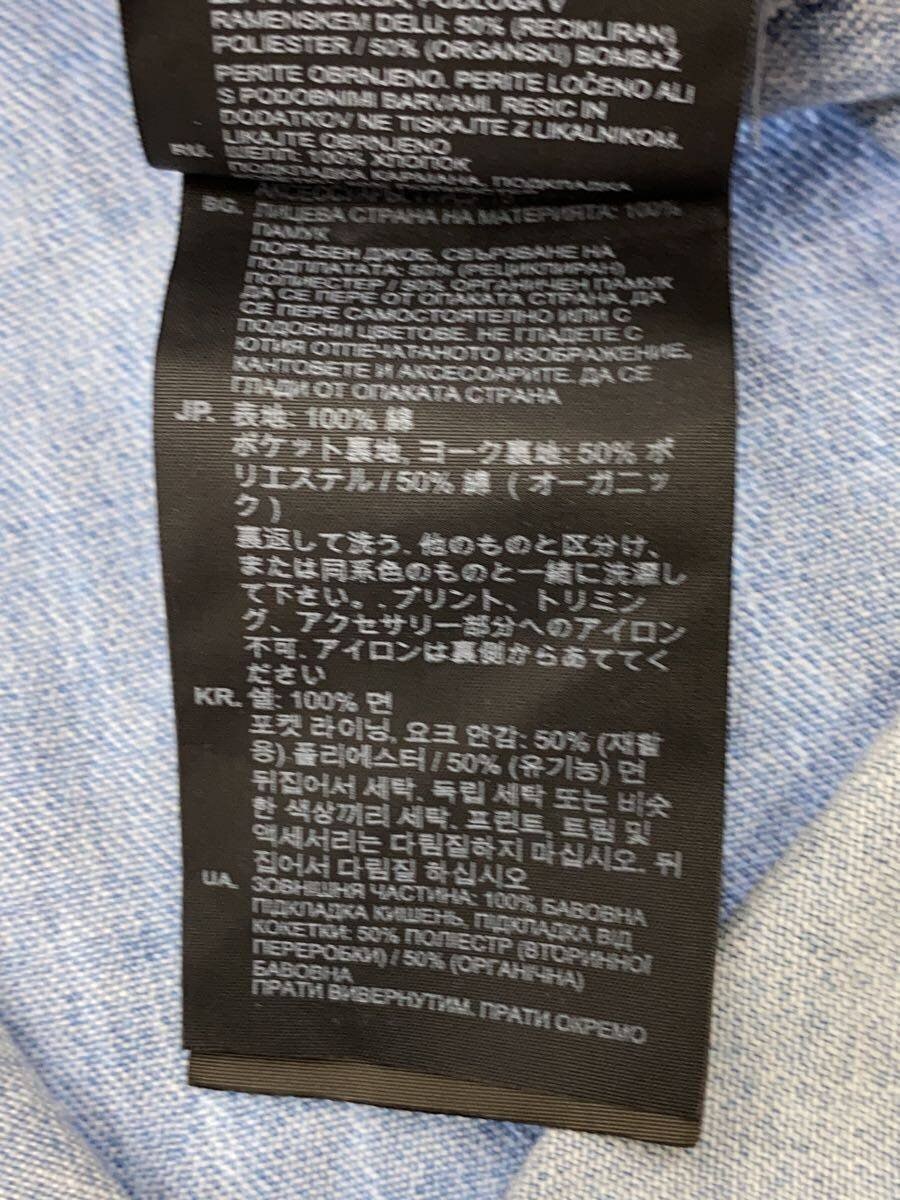 RAMENSKEM DELU: 50% (RECIKLIRAN)
POLIESTER / 50% (ORGANSKI) BOMBAŽ
PERITE OBRNJENO. PERITE LOČENO ALI
S PODOBNIMI BARVAMI. RESIC IN
DODATKOV NE TISKAJTE Z LIKALNIKOM.
LIKAJTE OBRNJENO
RU. ШЕЛЛ: 100% ХЛОПОК
ПОДКЛАДКА КАРМАНА, ПОДКЛАДКА
BG. ЛИЦЕВА СТРАНА НА МАТЕРИЯТА: 100%
ПАМУК
ПОРЪБЕН ДЖОБ, СВЪРЗВАНЕ НА
ПОДПЛАТАТА: 50% (РЕЦИКЛИРАН)
ПОЛИЕСТЕР / 50% ОРГАНИЧЕН ПАМУК
ДА СЕ ПЕРЕ ОТ ОПАКАТА СТРАНА. ДА
СЕ ПЕРЕ САМОСТОЯТЕЛНО ИЛИ С
ПОДОБНИ ЦВЕТОВЕ. НЕ ГЛАДЕТЕ С
ЮТИЯ ОТПЕЧАТАНОТО ИЗОБРАЖЕНИЕ,
КАНТОВЕТЕ И АКСЕСОАРИТЕ. ДА СЕ
ГЛАДИ ОТ ОПАКАТА СТРАНА
JP. 表地: 100% 綿
ポケット裏地, ヨーク裏地: 50% ポ
リエステル / 50% 綿 ( オーガニッ
ク )
裏返して洗う. 他のものと区分け、
または同系色のものと一緒に洗濯し
て下さい。. プリント、トリミン
グ、アクセサリー部分へのアイロン
不可. アイロンは裏側からあててく
ださい
KR. 쉘: 100% 면
포켓 라이닝, 요크 안감: 50% (재활
용) 폴리에스터 / 50% (유기농) 면
뒤집어서 세탁. 독립 세탁 또는 비슷
한 색상끼리 세탁. 프린트, 트림 및
액세서리는 다림질하지 마십시오. 뒤
집어서 다림질 하십시오
UA. ЗОВНІШНЯ ЧАСТИНА: 100% БАВОВНА
ПІДКЛАДКА КИШЕНЬ, ПІДКЛАДКА ВІД
КОКЕТКИ: 50% ПОЛІЕСТР (ВТОРИННОЇ
ПЕРЕРОБКИ) / 50% (ОРГАНІЧНА)
БАВОВНА
ПРАТИ ВИВЕРНУТИМ. ПРАТИ ОКРЕМО